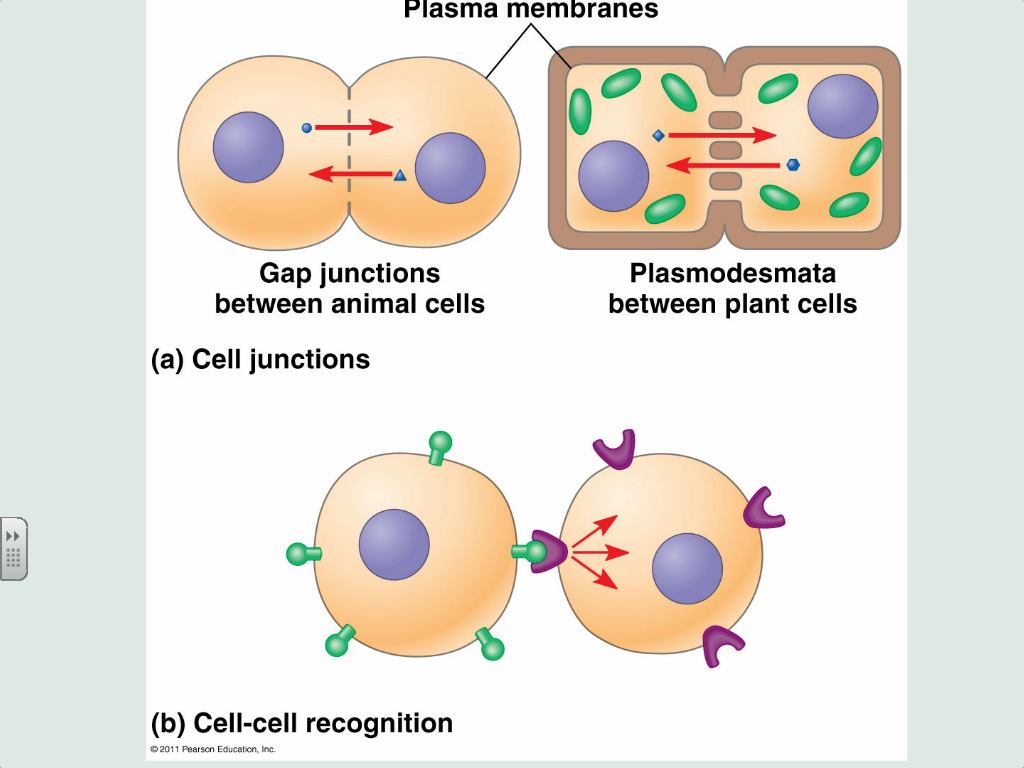 Plasma membranes
Gap junctions
between animal cells
Plasmodesmata
between plant cells
(a) Cell junctions
(b) Cell-cell recognition
© 2011 Pearson Education, Inc.